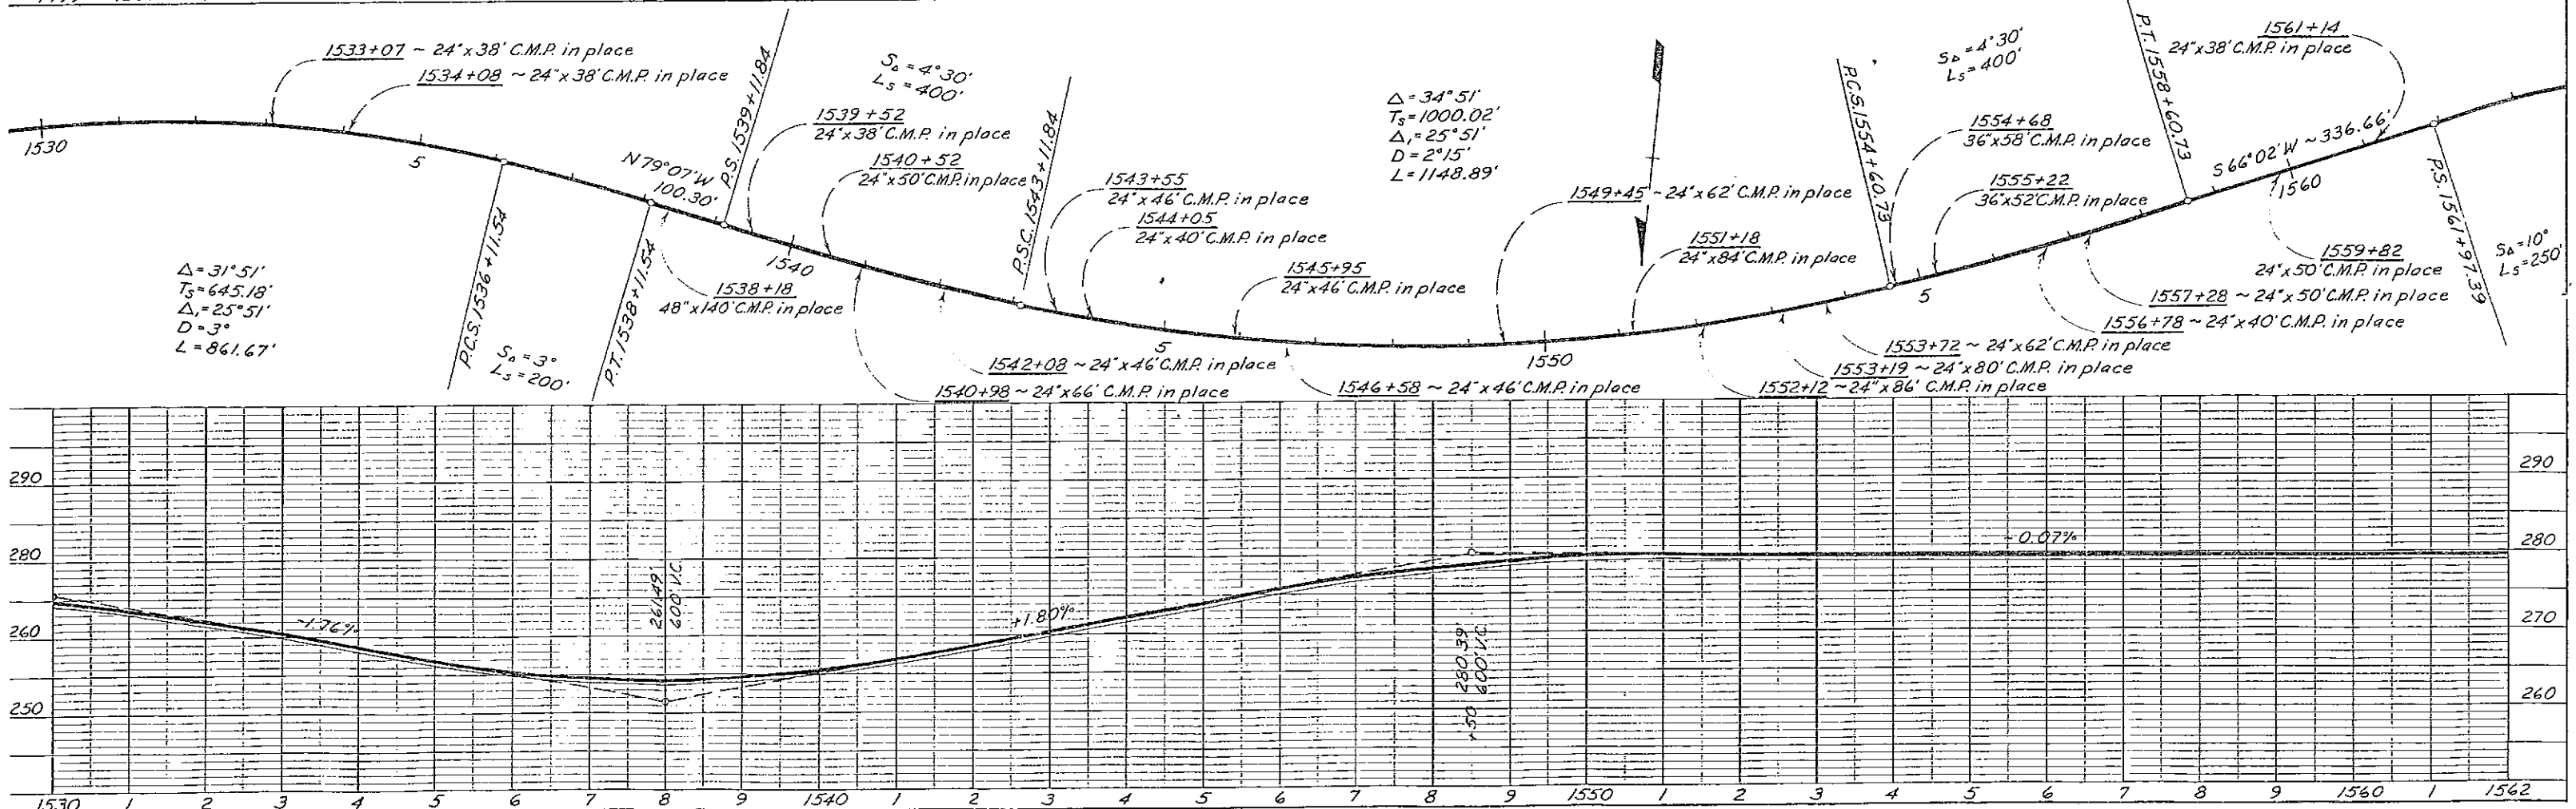 1533+07 ~ 24"x38' C.M.P. in place
1534+08 ~ 24"x38' C.M.P. in place
1530
5
Δ=31°51'
Ts=645.18'
Δ,=25°51'
D=3°
L=861.67'
P.C.S. 1536+11.54
SΔ=3°
Ls=200'
P.T. 1538+11.54
N79°07'W
100.30'
P.S. 1539+11.84
SΔ=4°30'
Ls=400'
1539+52
24"x38' C.M.P. in place
1540+52
24"x50' C.M.P. in place
1540
1538+18
48"x140' C.M.P. in place
P.S.C. 1543+11.84
1543+55
24"x46' C.M.P. in place
1544+05
24"x40' C.M.P. in place
1545+95
24"x46' C.M.P. in place
5
1542+08 ~ 24"x46' C.M.P. in place
1540+98 ~ 24"x66' C.M.P. in place
1546+58 ~ 24"x46' C.M.P. in place
Δ=34°51'
Ts=1000.02'
Δ,=25°51'
D=2°15'
L=1148.89'
1549+45 ~ 24"x62' C.M.P. in place
1551+18
24"x84' C.M.P. in place
1550
P.C.S. 1554+60.73
SΔ=4°30'
Ls=400'
1554+68
36"x58' C.M.P. in place
1555+22
36"x52' C.M.P. in place
5
1553+72 ~ 24"x62' C.M.P. in place
1553+19 ~ 24"x80' C.M.P. in place
1552+12 ~ 24"x86' C.M.P. in place
P.T. 1558+60.73
1561+14
24"x38' C.M.P. in place
S66°02'W ~ 336.66'
1560
1559+82
24"x50' C.M.P. in place
1557+28 ~ 24"x50' C.M.P. in place
1556+78 ~ 24"x40' C.M.P. in place
P.S. 1561+97.39
SΔ=10°
Ls=250'
290
280
260
250
-1.76%
261.49'
600' V.C.
+1.80%
+50 280.39'
600' V.C.
-0.07%
290
280
270
260
1530 1 2 3 4 5 6 7 8 9 1540 1 2 3 4 5 6 7 8 9 1550 1 2 3 4 5 6 7 8 9 1560 1 1562